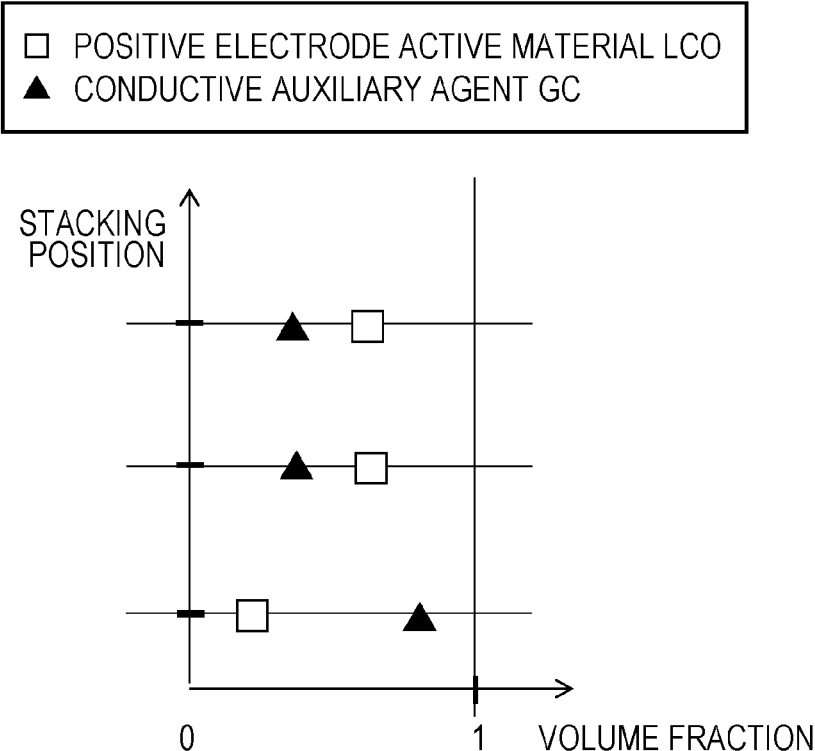 POSITIVE ELECTRODE ACTIVE MATERIAL LCO
CONDUCTIVE AUXILIARY AGENT GC
STACKING
POSITION
0
1
VOLUME FRACTION